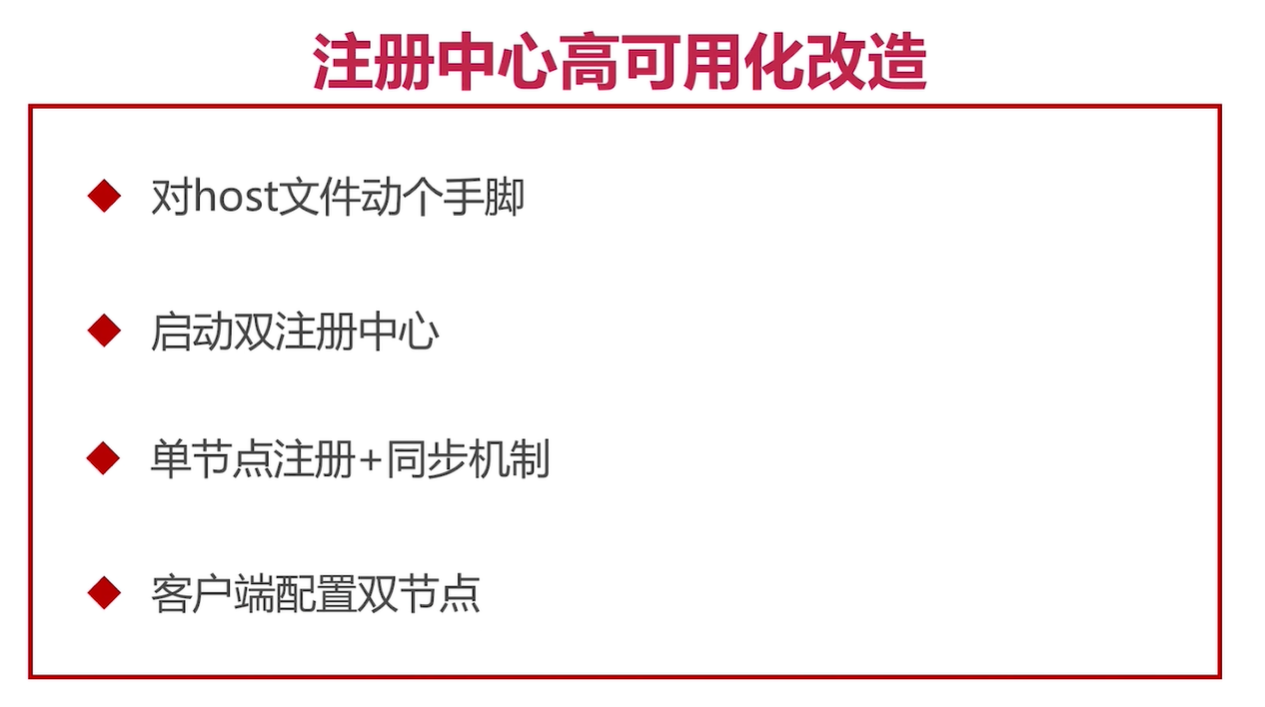 注册中心高可用化改造
对host文件动个手脚
启动双注册中心
单节点注册+同步机制
客户端配置双节点